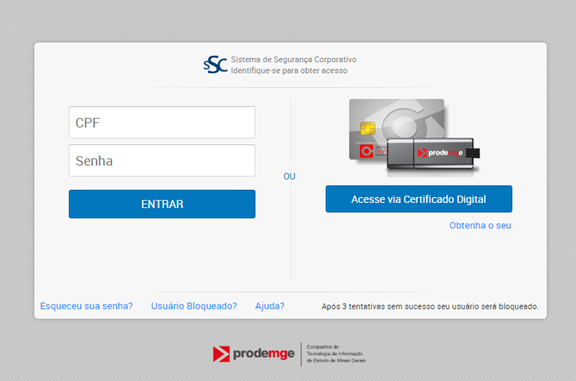 sSC Sistema de Segurança Corporativo
Identifique-se para obter acesso
CPF
Senha
ENTRAR
OU
prodemge
Acesse via Certificado Digital
Obtenha o seu
Esqueceu sua senha? Usuário Bloqueado? Ajuda? Após 3 tentativas sem sucesso seu usuário será bloqueado.
prodemge
Companhia de
Tecnologia da Informação
do Estado de Minas Gerais